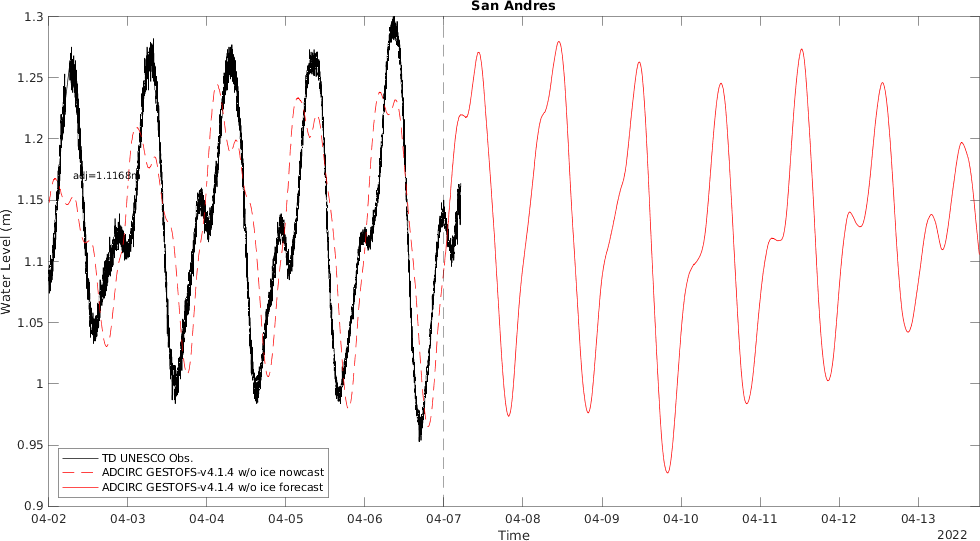 San Andres
1.3
1.25
1.2
1.15
1.1
1.05
1
0.95
0.9
Water Level (m)
adj=1.1168m
TD UNESCO Obs.
ADCIRC GESTOFS-v4.1.4 w/o ice nowcast
ADCIRC GESTOFS-v4.1.4 w/o ice forecast
04-02 04-03 04-04 04-05 04-06 04-07 04-08 04-09 04-10 04-11 04-12 04-13
Time
2022